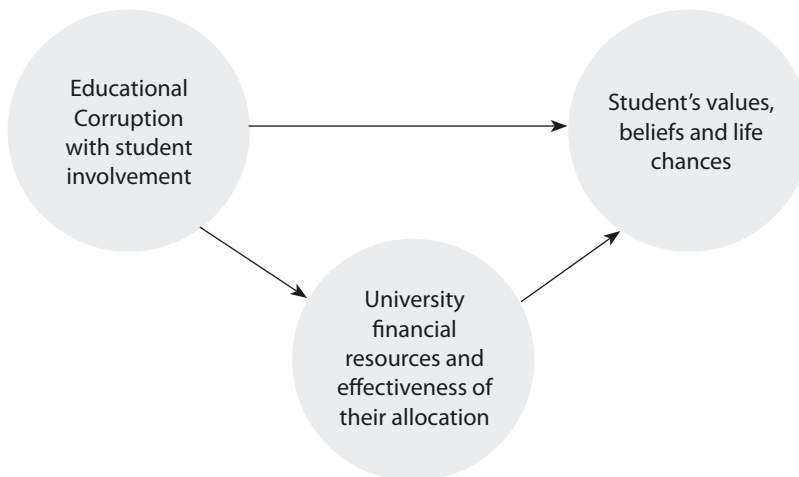 Educational
Corruption
with student
involvement
Student’s values,
beliefs and life
chances
University
financial
resources and
effectiveness of
their allocation